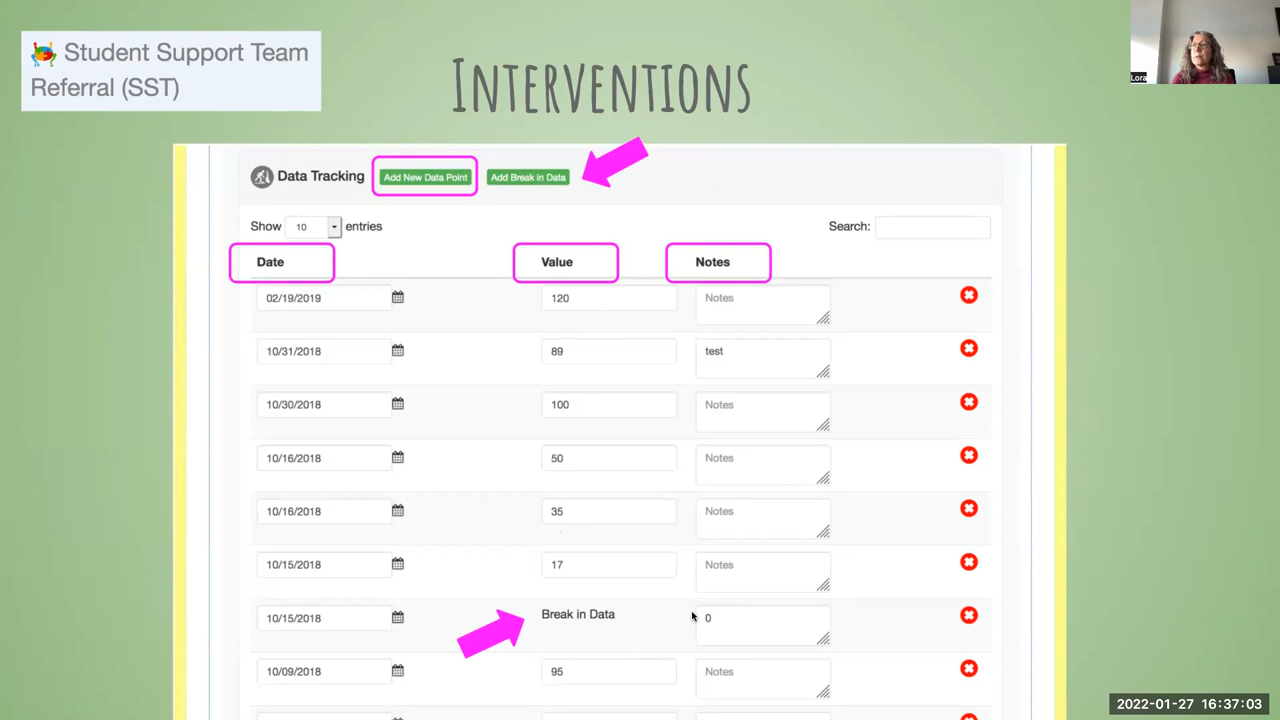 Student Support Team
Referral (SST)
INTERVENTIONS
Lora
Data Tracking Add New Data Point Add Break in Data
Show 10 entries Search:
Date Value Notes
02/19/2019 120 Notes
10/31/2018 89 test
10/30/2018 100 Notes
10/16/2018 50 Notes
10/16/2018 35 Notes
10/15/2018 17 Notes
10/15/2018 Break in Data 0
10/09/2018 95 Notes
2022-01-27 16:37:03